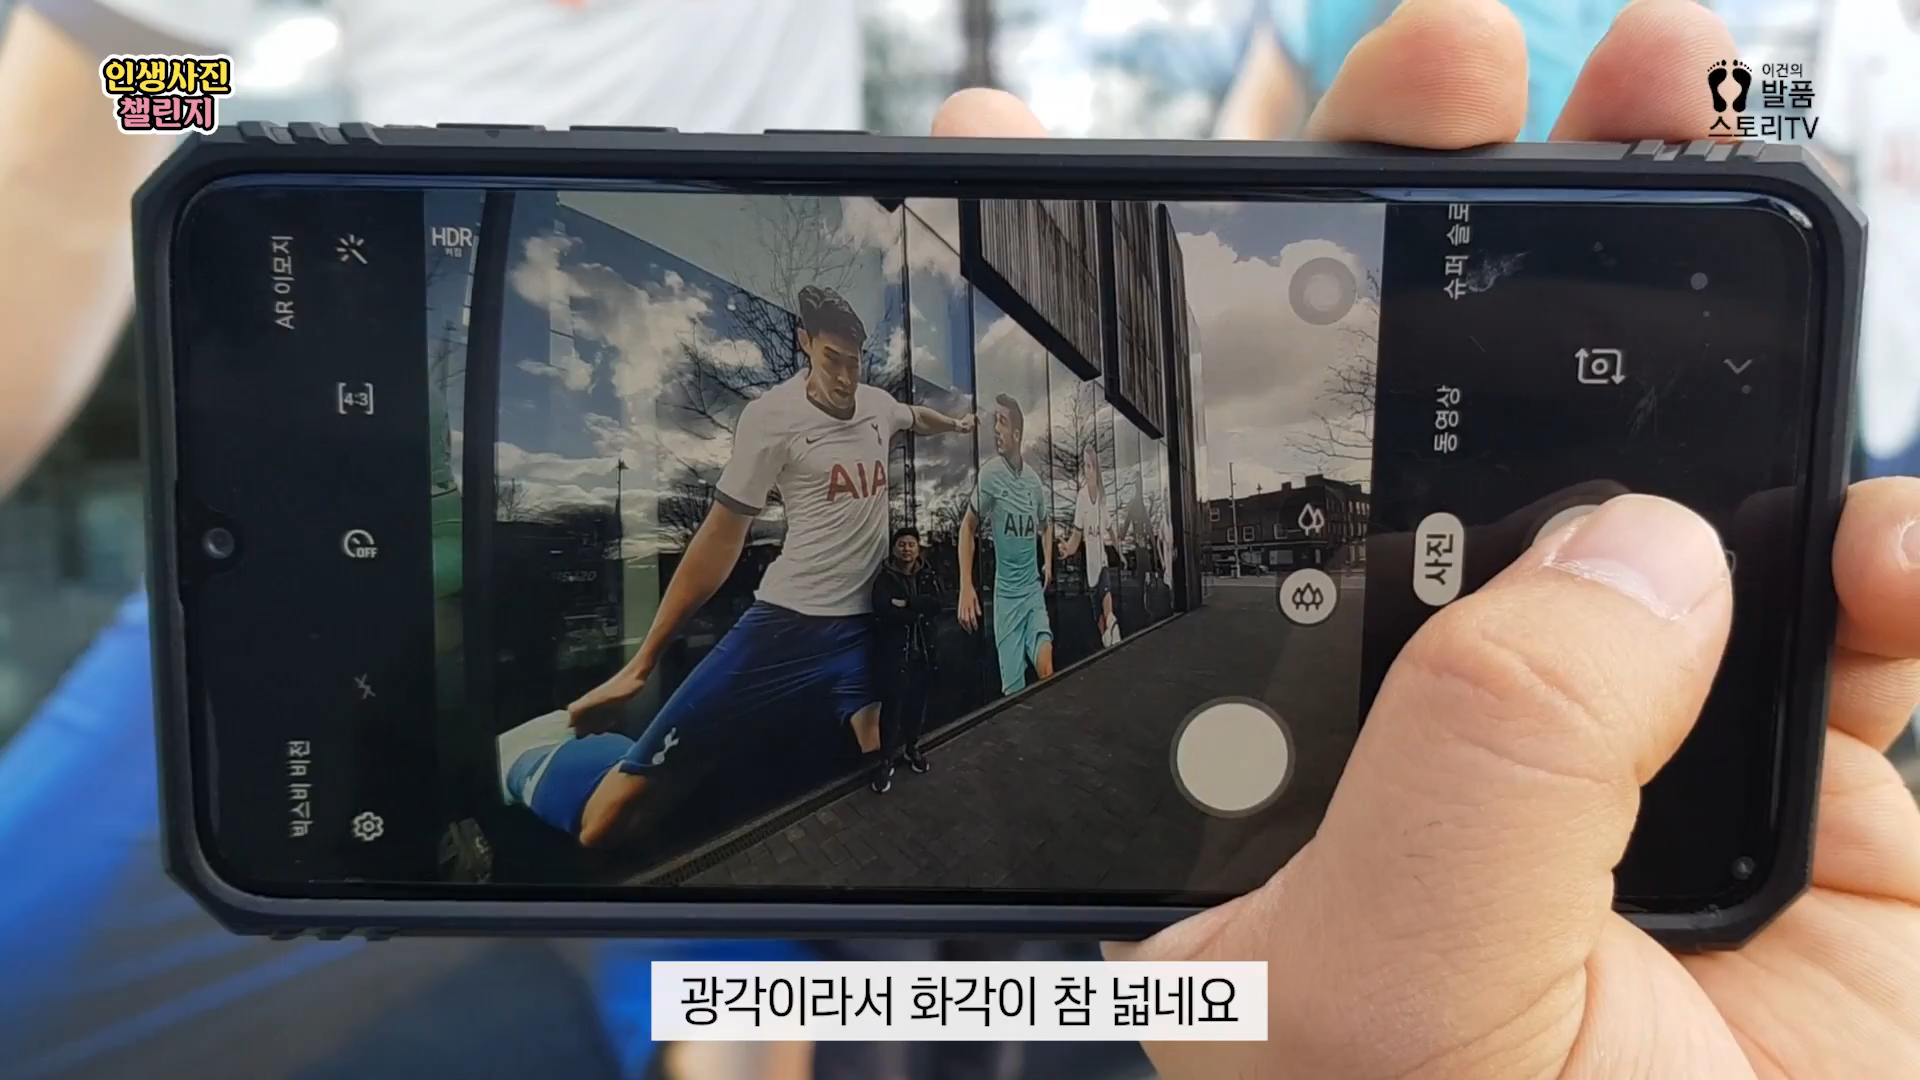 인생사진
챌린지
이건의
발품
스토리TV
AR 이모지
HDR
4:3
OFF
빅스비 비전
AIA
AIA
AIA
슈퍼 슬로
동영상
사진
광각이라서 화각이 참 넓네요